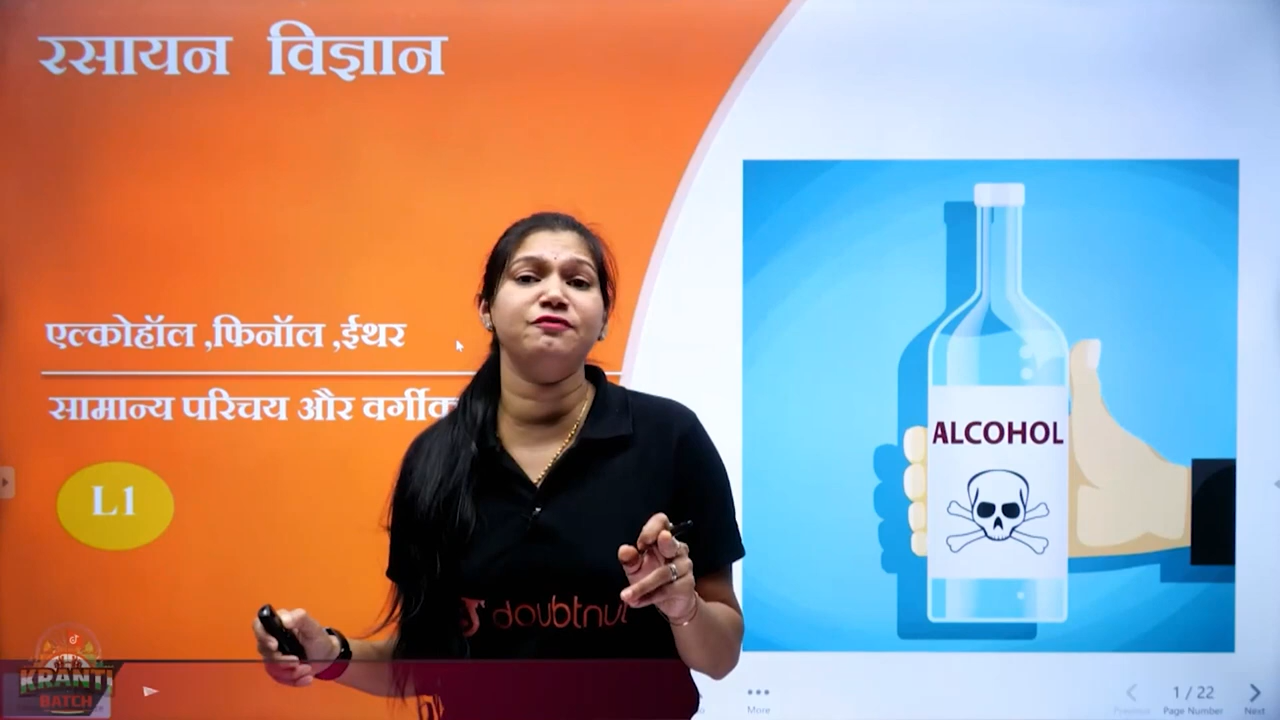 रसायन विज्ञान
एल्कोहॉल ,फिनॉल ,ईथर
सामान्य परिचय और
L1
ALCOHOL
doubtnut
KRANTI
BATCH
More
1 / 22
Previous
Page Number
Next